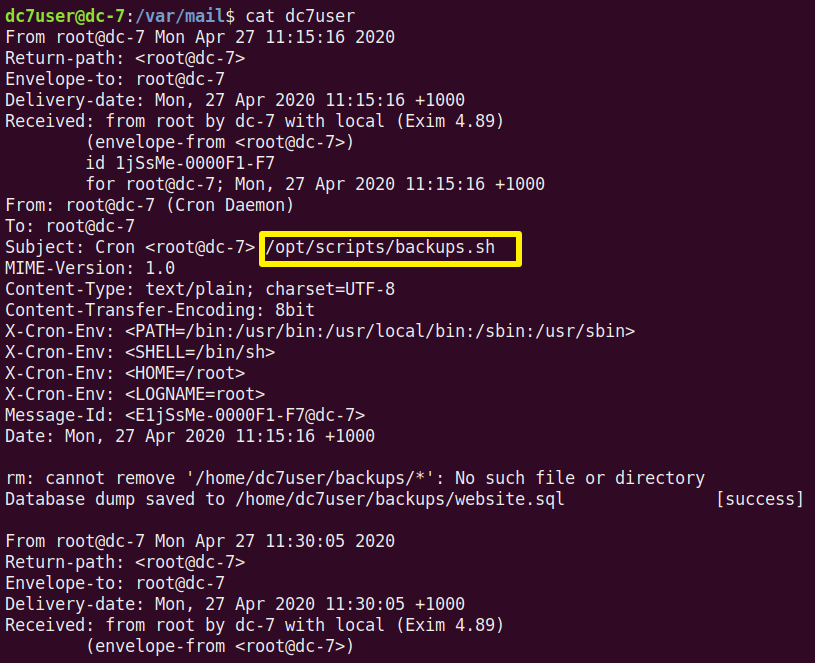 dc7user@dc-7:/var/mail$ cat dc7user
From root@dc-7 Mon Apr 27 11:15:16 2020
Return-path: <root@dc-7>
Envelope-to: root@dc-7
Delivery-date: Mon, 27 Apr 2020 11:15:16 +1000
Received: from root by dc-7 with local (Exim 4.89)
        (envelope-from <root@dc-7>)
        id 1jSsMe-0000F1-F7
        for root@dc-7; Mon, 27 Apr 2020 11:15:16 +1000
From: root@dc-7 (Cron Daemon)
To: root@dc-7
Subject: Cron <root@dc-7> /opt/scripts/backups.sh
MIME-Version: 1.0
Content-Type: text/plain; charset=UTF-8
Content-Transfer-Encoding: 8bit
X-Cron-Env: <PATH=/bin:/usr/bin:/usr/local/bin:/sbin:/usr/sbin>
X-Cron-Env: <SHELL=/bin/sh>
X-Cron-Env: <HOME=/root>
X-Cron-Env: <LOGNAME=root>
Message-Id: <E1jSsMe-0000F1-F7@dc-7>
Date: Mon, 27 Apr 2020 11:15:16 +1000

rm: cannot remove '/home/dc7user/backups/*': No such file or directory
Database dump saved to /home/dc7user/backups/website.sql               [success]

From root@dc-7 Mon Apr 27 11:30:05 2020
Return-path: <root@dc-7>
Envelope-to: root@dc-7
Delivery-date: Mon, 27 Apr 2020 11:30:05 +1000
Received: from root by dc-7 with local (Exim 4.89)
        (envelope-from <root@dc-7>)